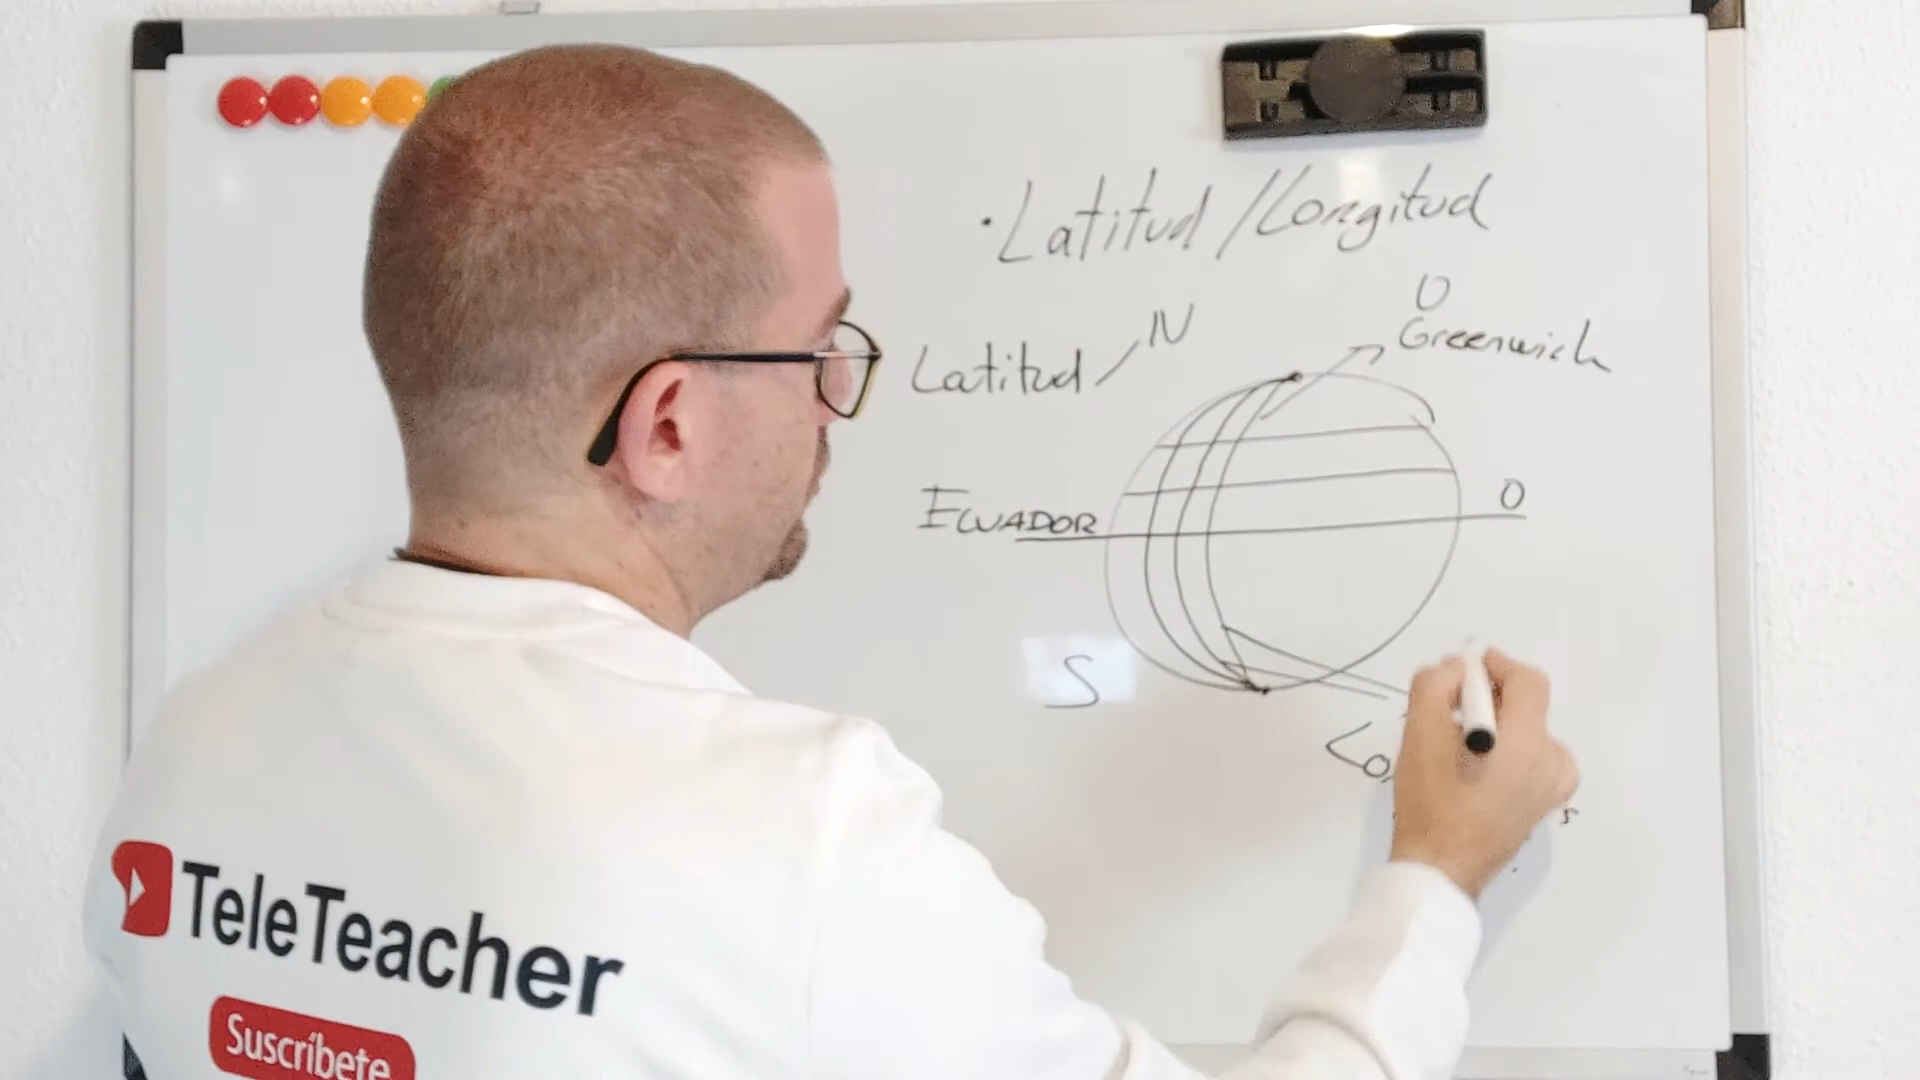 · Latitud / Longitud
0
Greenwich
Latitud / N
0
ECUADOR
S
TeleTeacher
Suscríbete